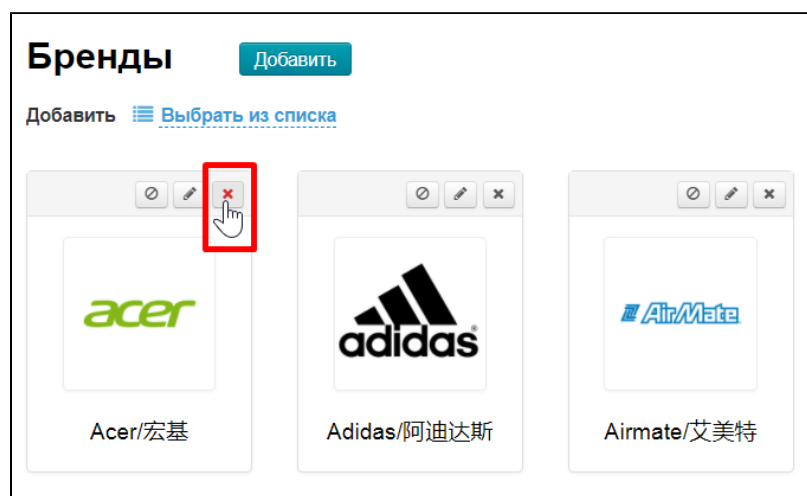 Бренды
Добавить
Добавить Выбрать из списка
acer
adidas
AirMate
Acer/宏基
Adidas/阿迪达斯
Airmate/艾美特